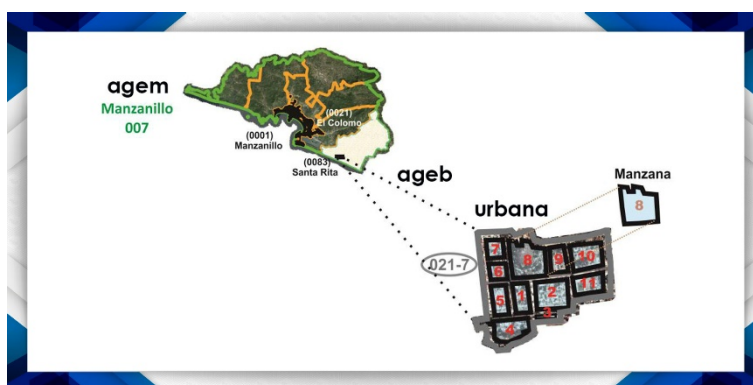 agem
Manzanillo
007
(0021)
El Colomo
(0001)
Manzanillo
(0083)
Santa Rita
ageb
urbana
021-7
Manzana
8
7
8
9
10
6
5
1
2
11
3
4